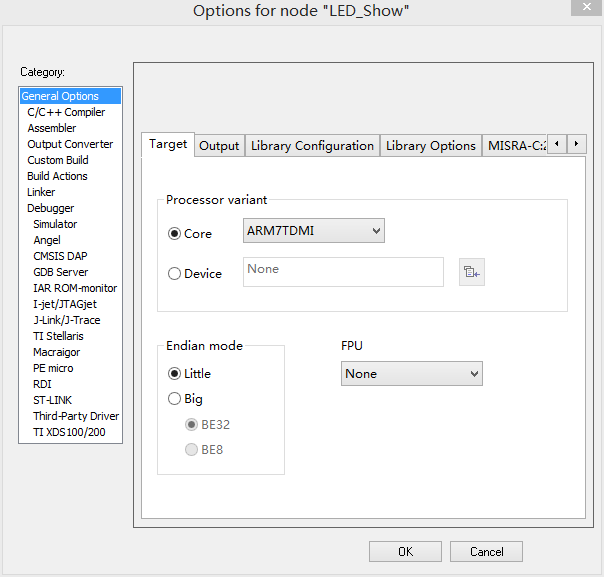 Options for node "LED_Show"
Category:
General Options
C/C++ Compiler
Assembler
Output Converter
Custom Build
Build Actions
Linker
Debugger
Simulator
Angel
CMSIS DAP
GDB Server
IAR ROM-monitor
I-jet/JTAGjet
J-Link/J-Trace
TI Stellaris
Macraigor
PE micro
RDI
ST-LINK
Third-Party Driver
TI XDS100/200
Target Output Library Configuration Library Options MISRA-C:2
Processor variant
Core ARM7TDMI
Device None
Endian mode
Little
Big
BE32
BE8
FPU
None
OK Cancel